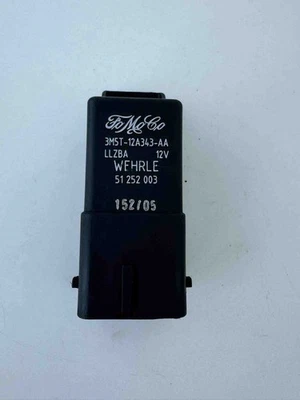 FoMoCo
3M5T-12A343-AA
LLZBA 12V
WEHRLE
51 252 003
152/05